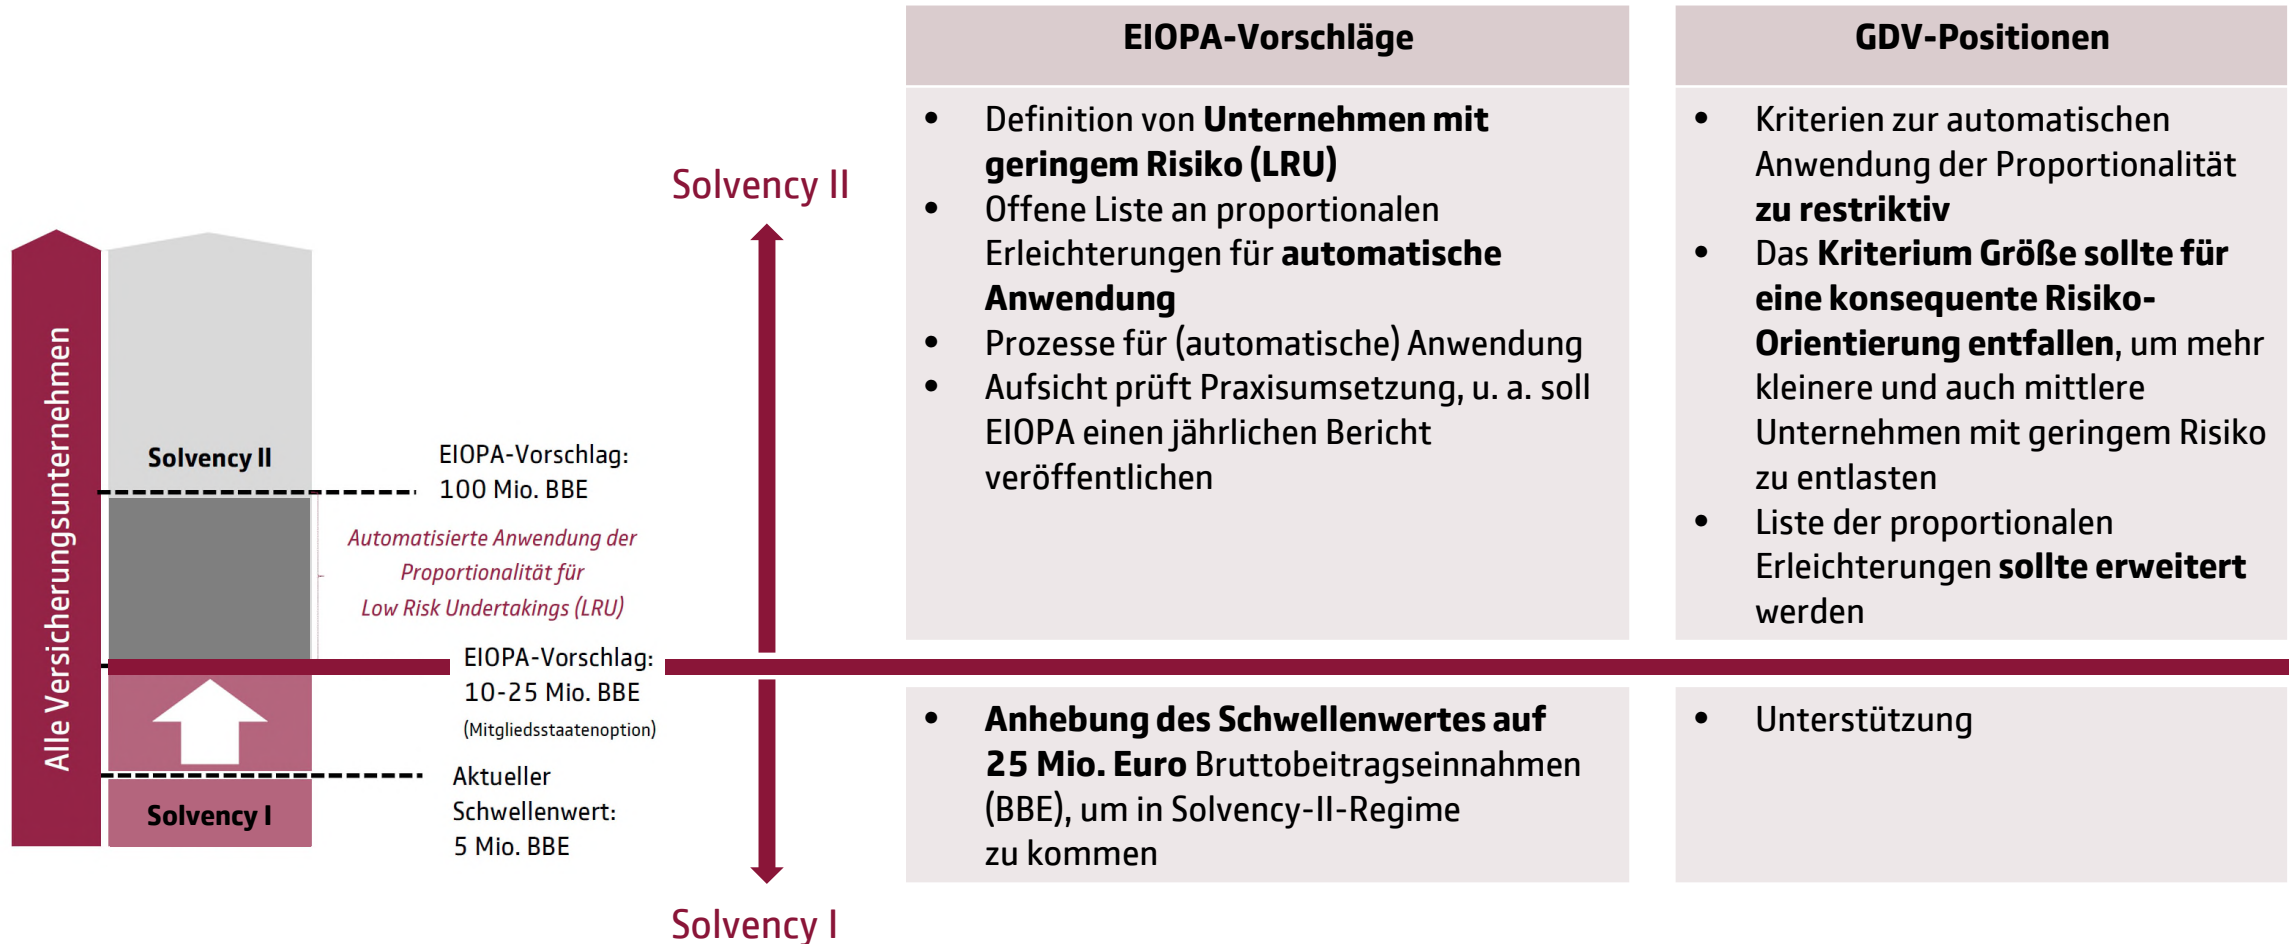 Alle Versicherungsunternehmen
Solvency II
EIOPA-Vorschlag:
100 Mio. BBE
Automatisierte Anwendung der
Proportionalität für
Low Risk Undertakings (LRU)
EIOPA-Vorschlag:
10-25 Mio. BBE
(Mitgliedsstaatenoption)
Aktueller
Schwellenwert:
5 Mio. BBE
Solvency I
Solvency II
Solvency I
EIOPA-Vorschläge
• Definition von Unternehmen mit
geringem Risiko (LRU)
• Offene Liste an proportionalen
Erleichterungen für automatische
Anwendung
• Prozesse für (automatische) Anwendung
• Aufsicht prüft Praxisumsetzung, u. a. soll
EIOPA einen jährlichen Bericht
veröffentlichen
• Anhebung des Schwellenwertes auf
25 Mio. Euro Bruttobeitragseinnahmen
(BBE), um in Solvency-II-Regime
zu kommen
GDV-Positionen
• Kriterien zur automatischen
Anwendung der Proportionalität
zu restriktiv
• Das Kriterium Größe sollte für
eine konsequente Risiko-
Orientierung entfallen, um mehr
kleinere und auch mittlere
Unternehmen mit geringem Risiko
zu entlasten
• Liste der proportionalen
Erleichterungen sollte erweitert
werden
• Unterstützung